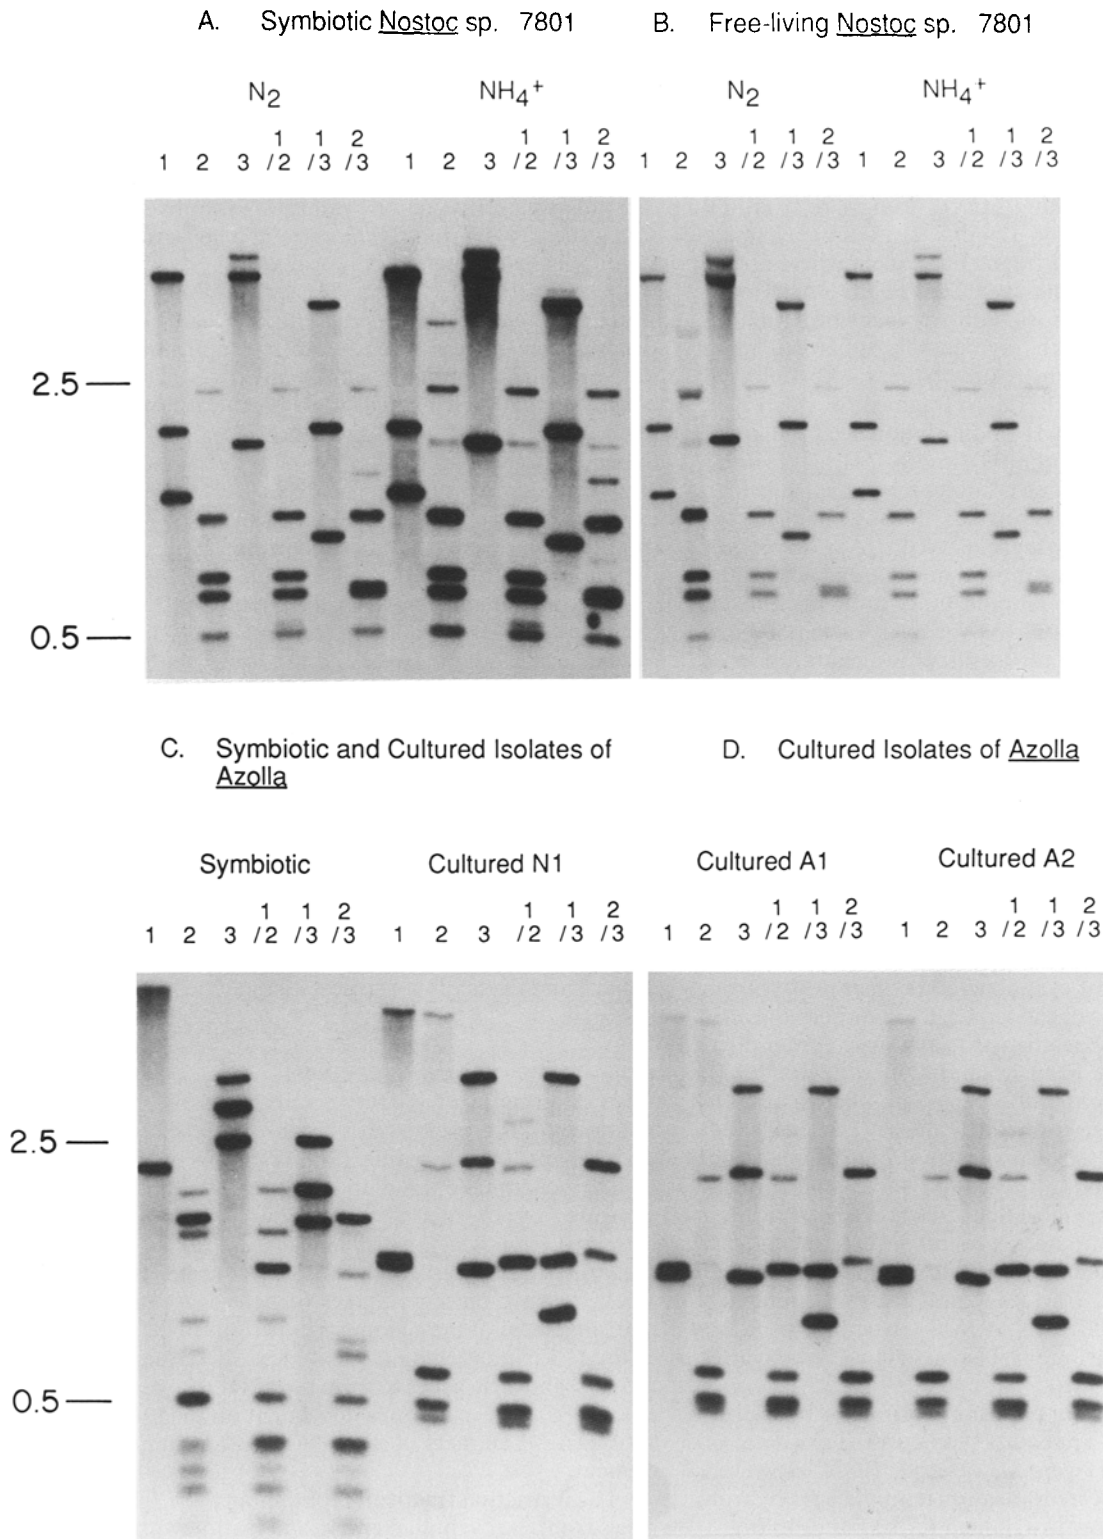 A. Symbiotic Nostoc sp. 7801
B. Free-living Nostoc sp. 7801
N2 NH4+
N2 NH4+
1 2 3 1/2 1/3 2/3 1 2 3 1/2 1/3 2/3
1 2 3 1/2 1/3 2/3 1 2 3 1/2 1/3 2/3
2.5
0.5
C. Symbiotic and Cultured Isolates of
Azolla
D. Cultured Isolates of Azolla
Symbiotic Cultured N1
Cultured A1 Cultured A2
1 2 3 1/2 1/3 2/3 1 2 3 1/2 1/3 2/3
1 2 3 1/2 1/3 2/3 1 2 3 1/2 1/3 2/3
2.5
0.5